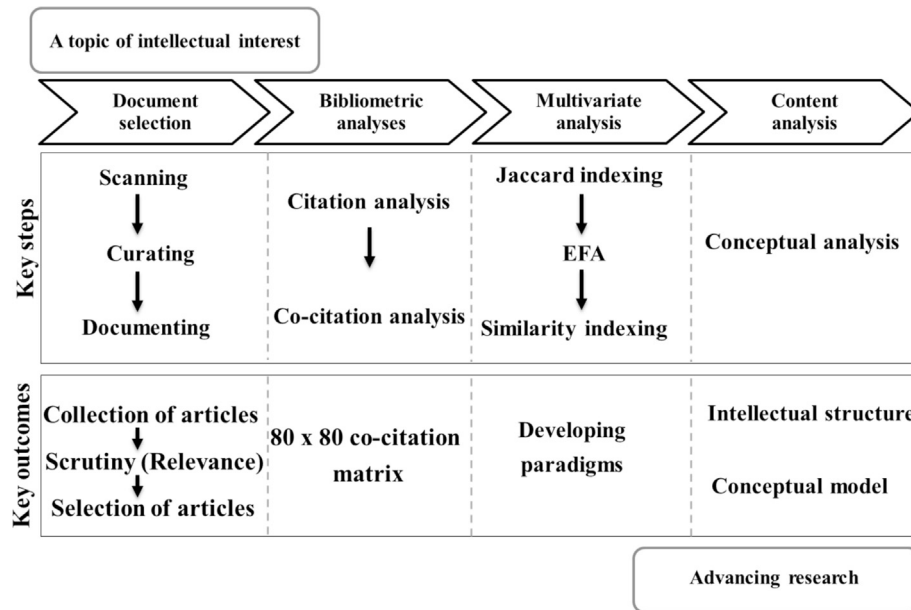 A topic of intellectual interest
Document
selection
Bibliometric
analyses
Multivariate
analysis
Content
analysis
Key steps
Scanning
Curating
Documenting
Citation analysis
Co-citation analysis
Jaccard indexing
EFA
Similarity indexing
Conceptual analysis
Key outcomes
Collection of articles
Scrutiny (Relevance)
Selection of articles
80 x 80 co-citation
matrix
Developing
paradigms
Intellectual structure
Conceptual model
Advancing research